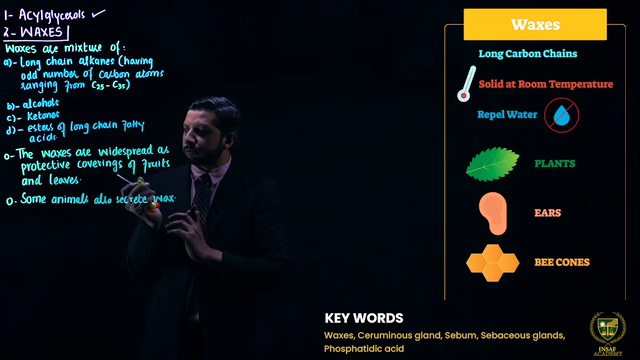 1- Acylglycerols ✓
2- WAXES
Waxes are mixture of:
a)- Long chain alkanes (having
odd number of Carbon atoms
ranging from C25 - C35)
b)- alcohols
c)- Ketones
d)- esters of long chain Fatty
acids.
o- The waxes are widespread as
protective coverings of Fruits
and leaves.
o. Some animals also secrete wax.
Waxes
Long Carbon Chains
Solid at Room Temperature
Repel Water
PLANTS
EARS
BEE CONES
KEY WORDS
Waxes, Ceruminous gland, Sebum, Sebaceous glands,
Phosphatidic acid
INSAF
ACADEMY